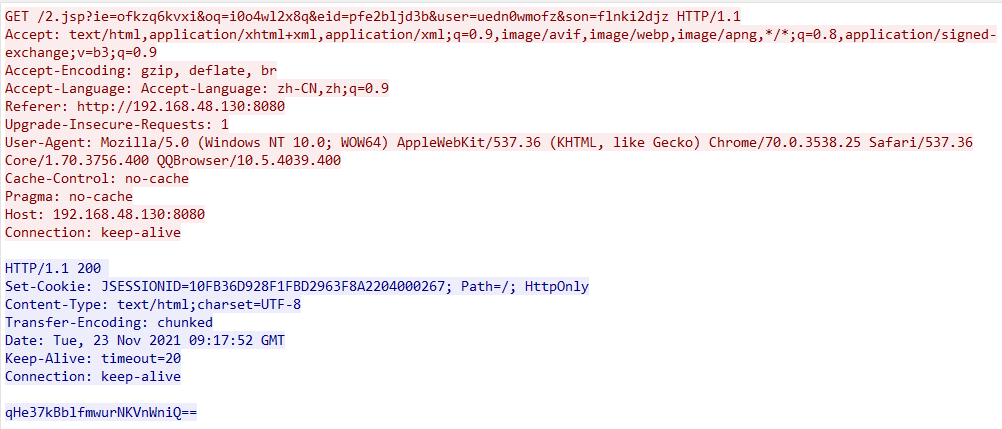 GET /2.jsp?ie=ofkzq6kvxi&oq=i0o4wl2x8q&eid=pfe2bljd3b&user=uedn0wmofz&son=flnki2djz HTTP/1.1
Accept: text/html,application/xhtml+xml,application/xml;q=0.9,image/avif,image/webp,image/apng,*/*;q=0.8,application/signed-
exchange;v=b3;q=0.9
Accept-Encoding: gzip, deflate, br
Accept-Language: Accept-Language: zh-CN,zh;q=0.9
Referer: http://192.168.48.130:8080
Upgrade-Insecure-Requests: 1
User-Agent: Mozilla/5.0 (Windows NT 10.0; WOW64) AppleWebKit/537.36 (KHTML, like Gecko) Chrome/70.0.3538.25 Safari/537.36
Core/1.70.3756.400 QQBrowser/10.5.4039.400
Cache-Control: no-cache
Pragma: no-cache
Host: 192.168.48.130:8080
Connection: keep-alive
HTTP/1.1 200
Set-Cookie: JSESSIONID=10FB36D928F1FBD2963F8A2204000267; Path=/; HttpOnly
Content-Type: text/html;charset=UTF-8
Transfer-Encoding: chunked
Date: Tue, 23 Nov 2021 09:17:52 GMT
Keep-Alive: timeout=20
Connection: keep-alive
qHe37kBblfmwurNKVnWniQ==